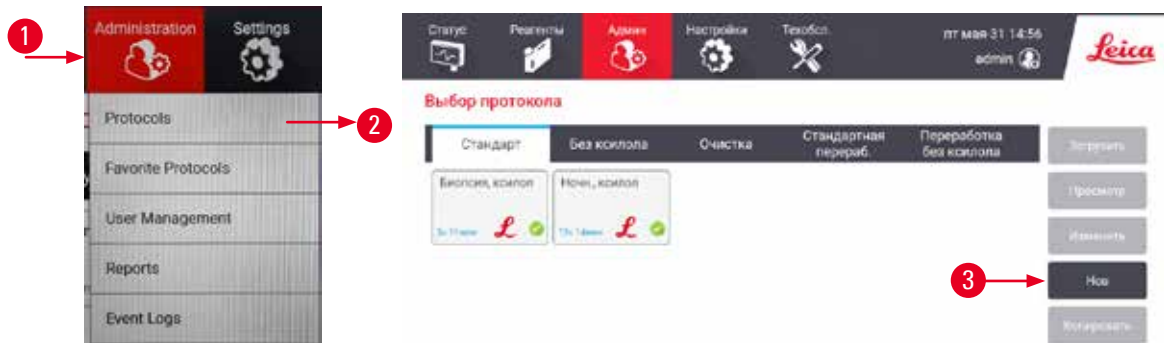 1
Administration
Settings
Protocols
2
Favorite Protocols
User Management
Reports
Event Logs
Статус
Реагенты
Админ
Настройки
Техобсл.
пт мая 31 14:56
admin
Leica
Выбор протокола
Стандарт
Без ксилола
Очистка
Стандартная
перераб.
Переработка
без ксилола
Загрузить
Биопсия, ксилол
Ночн., ксилол
Просмотр
L
L
Изменить
3
Нов
Копировать